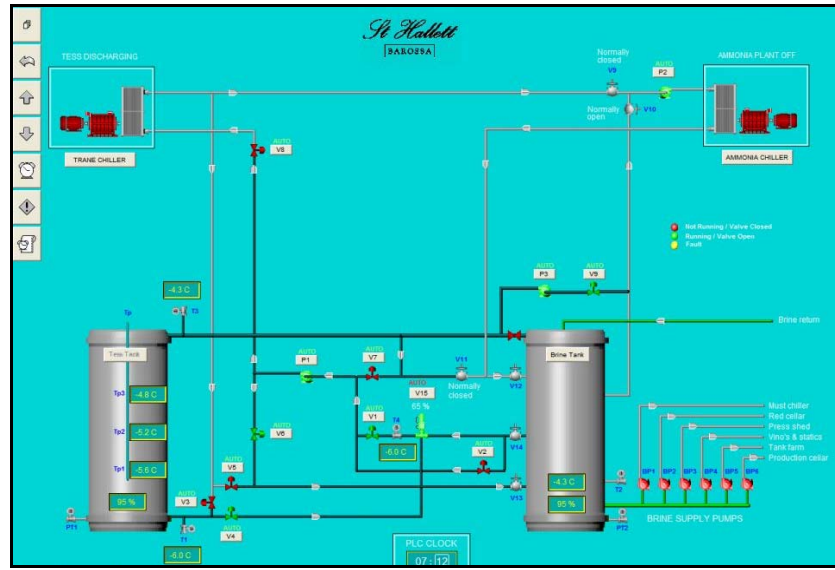 St Hallett
BAROSSA
TESS DISCHARGING
TRANE CHILLER
Normally
closed
V9
AUTO
P2
AMMONIA PLANT OFF
Normally
open
V10
AMMONIA CHILLER
AUTO
V8
Not Running / Valve Closed
Running / Valve Open
Fault
AUTO
P3
AUTO
V9
-4.3 C
T3
Tp
Tess Tank
Tp3
-4.8 C
Tp2
-5.2 C
Tp1
-5.6 C
95 %
PT1
AUTO
P1
AUTO
V7
V11
Normally
closed
AUTO
V15
65 %
AUTO
V1
T4
-6.0 C
AUTO
V2
V12
V14
V13
AUTO
V6
AUTO
V5
AUTO
V3
AUTO
V4
T1
-6.0 C
Brine Tank
-4.3 C
95 %
T2
PT2
Brine return
Must chiller
Red cellar
Press shed
Vino's & statics
Tank farm
Production cellar
BP1
BP2
BP3
BP4
BP5
BP6
BRINE SUPPLY PUMPS
PLC CLOCK
07 : 12